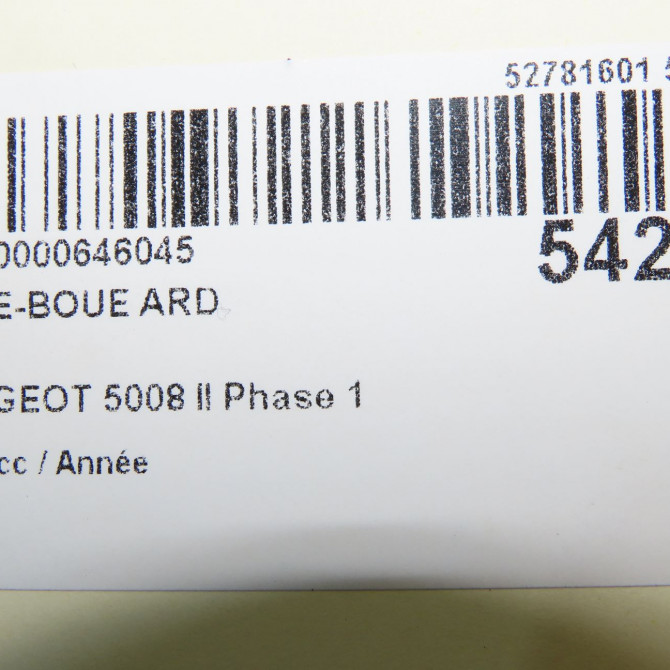 52781601 5
0000646045
542
E-BOUE ARD
GEOT 5008 II Phase 1
cc / Année